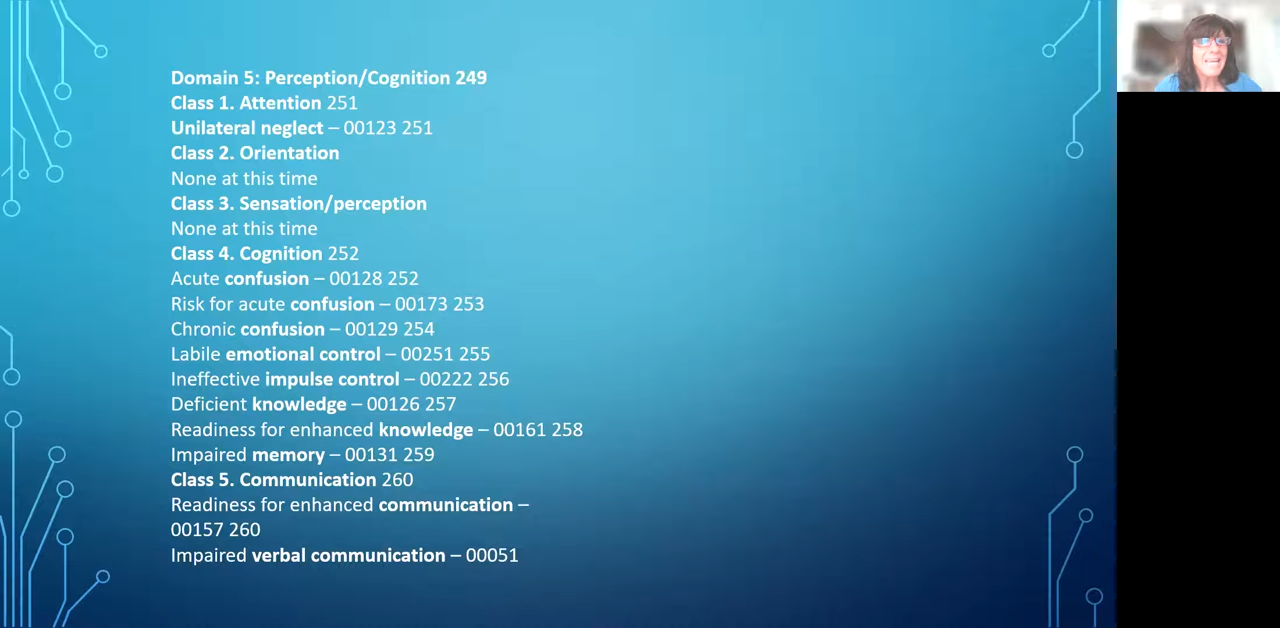 Domain 5: Perception/Cognition 249
Class 1. Attention 251
Unilateral neglect – 00123 251
Class 2. Orientation
None at this time
Class 3. Sensation/perception
None at this time
Class 4. Cognition 252
Acute confusion – 00128 252
Risk for acute confusion – 00173 253
Chronic confusion – 00129 254
Labile emotional control – 00251 255
Ineffective impulse control – 00222 256
Deficient knowledge – 00126 257
Readiness for enhanced knowledge – 00161 258
Impaired memory – 00131 259
Class 5. Communication 260
Readiness for enhanced communication –
00157 260
Impaired verbal communication – 00051